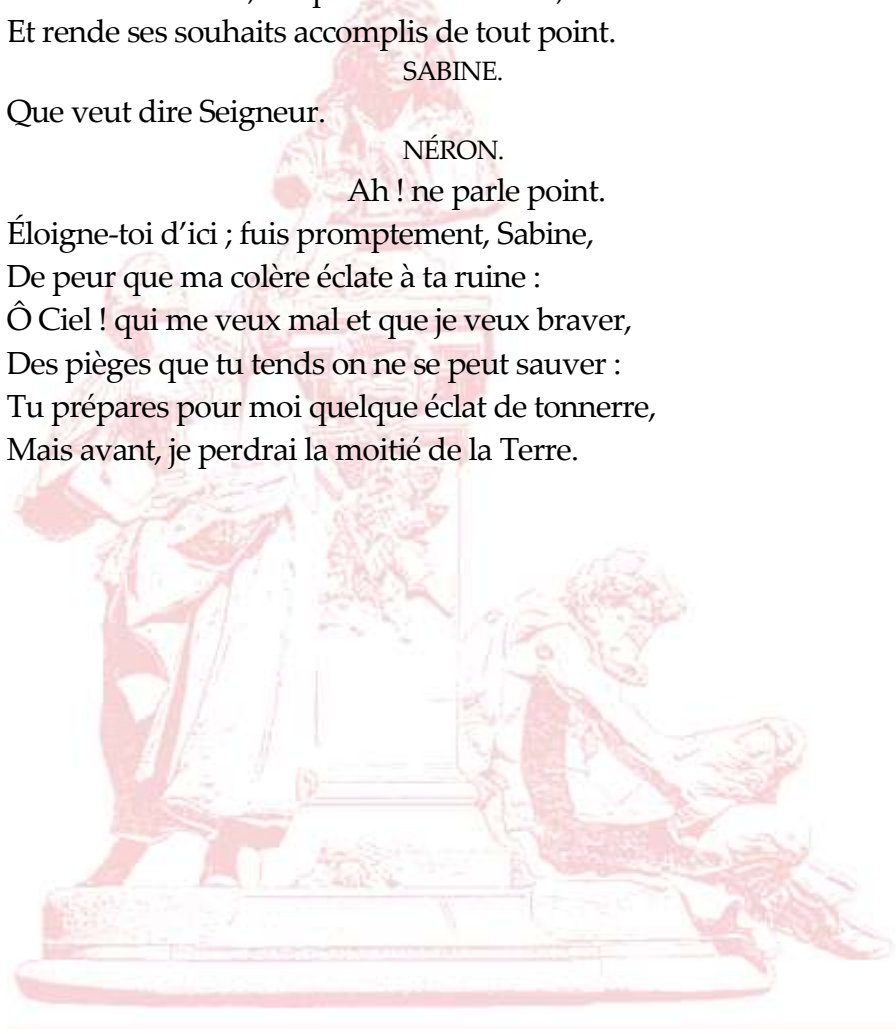 Et rende ses souhaits accomplis de tout point.
SABINE.
Que veut dire Seigneur.
NÉRON.
Ah ! ne parle point.
Éloigne-toi d’ici ; fuis promptement, Sabine,
De peur que ma colère éclate à ta ruine :
Ô Ciel ! qui me veux mal et que je veux braver,
Des pièges que tu tends on ne se peut sauver :
Tu prépares pour moi quelque éclat de tonnerre,
Mais avant, je perdrai la moitié de la Terre.